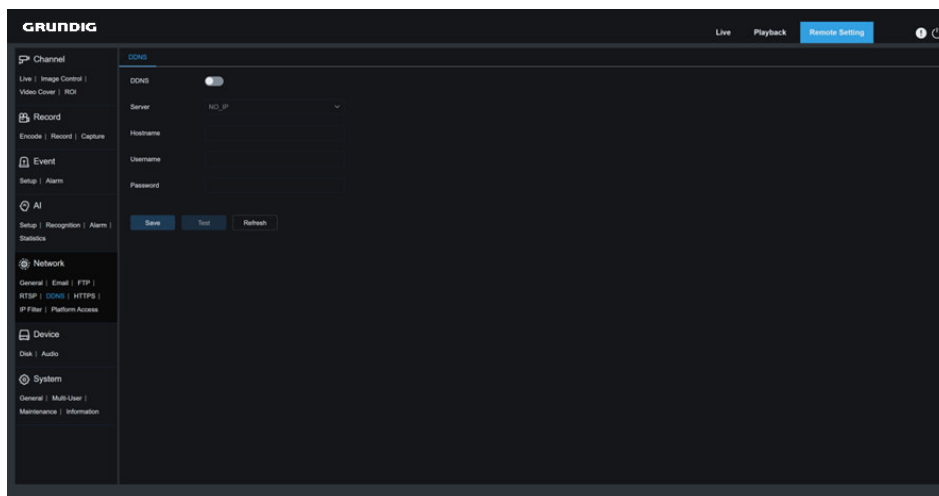 GRUNDIG
Live Playback Remote Setting
Channel
Live | Image Control |
Video Cover | ROI
Record
Encode | Record | Capture
Event
Setup | Alarm
AI
Setup | Recognition | Alarm |
Statistics
Network
General | Email | FTP |
RTSP | DDNS | HTTPS |
IP Filter | Platform Access
Device
Disk | Audio
System
General | Multi-User |
Maintenance | Information
DDNS
DDNS
Server NO_IP
Hostname
Username
Password
Save Test Refresh